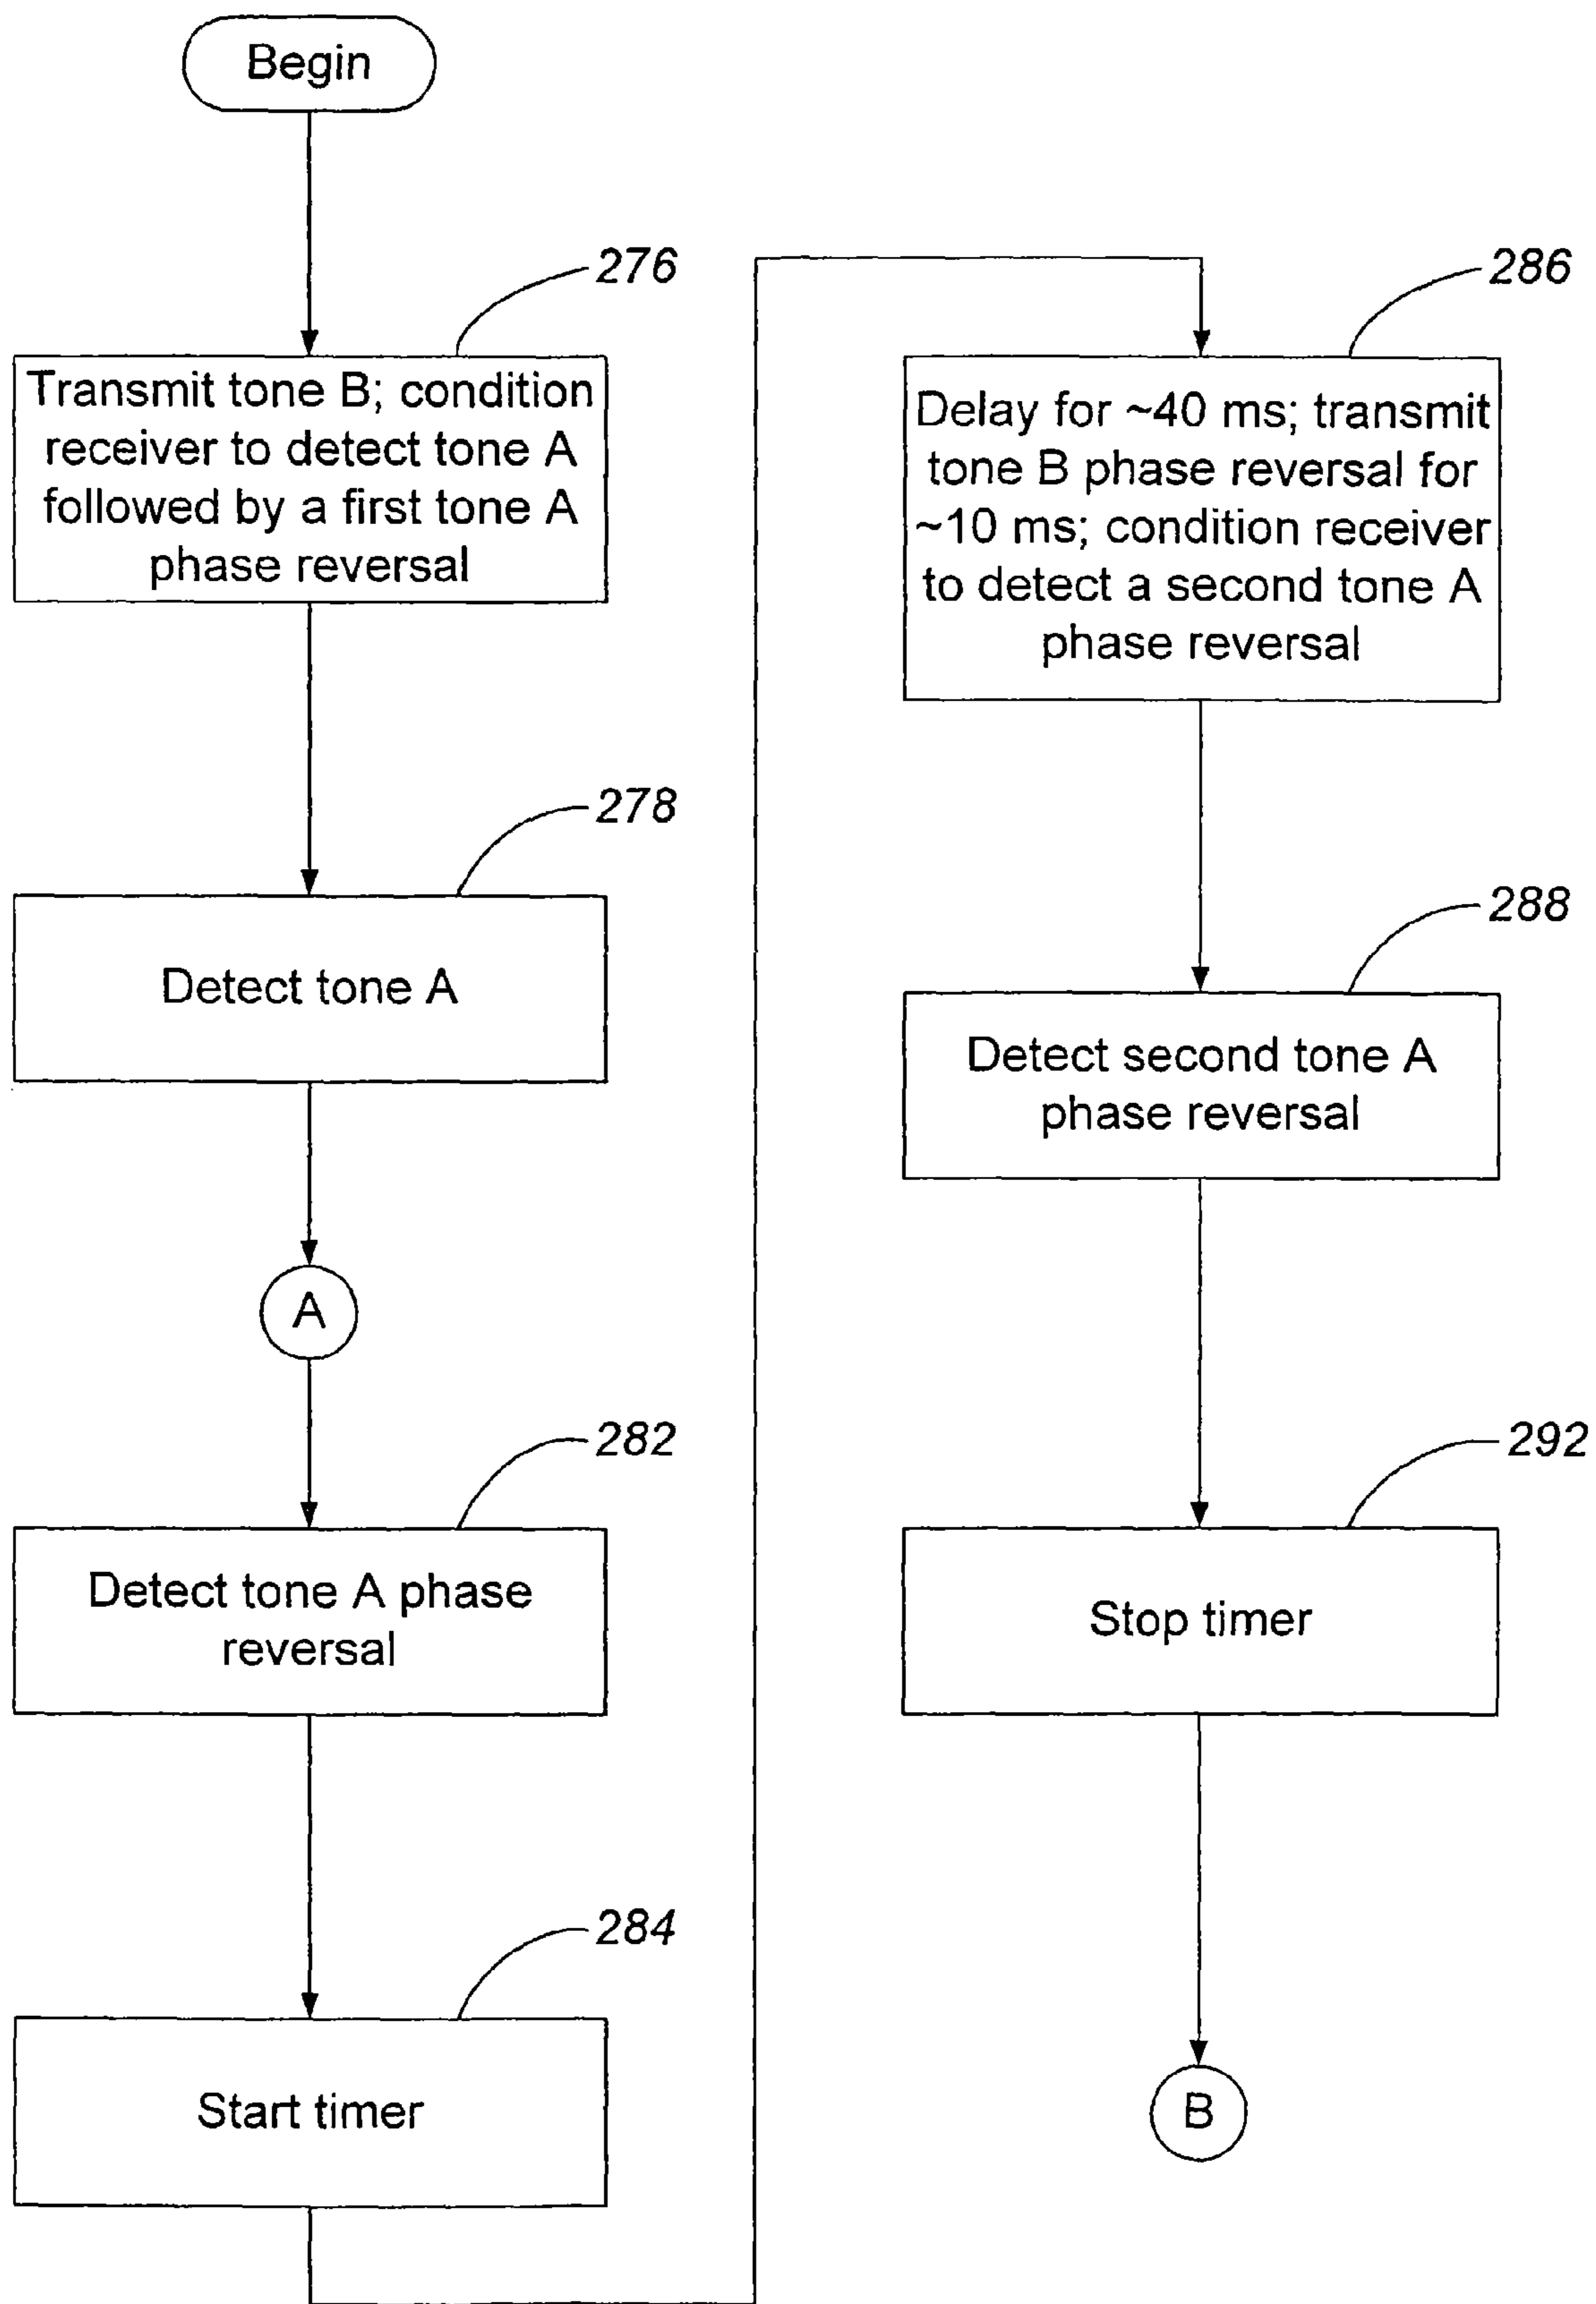 Begin
276
Transmit tone B; condition
receiver to detect tone A
followed by a first tone A
phase reversal
278
Detect tone A
A
282
Detect tone A phase
reversal
284
Start timer
286
Delay for ~40 ms; transmit
tone B phase reversal for
~10 ms; condition receiver
to detect a second tone A
phase reversal
288
Detect second tone A
phase reversal
292
Stop timer
B